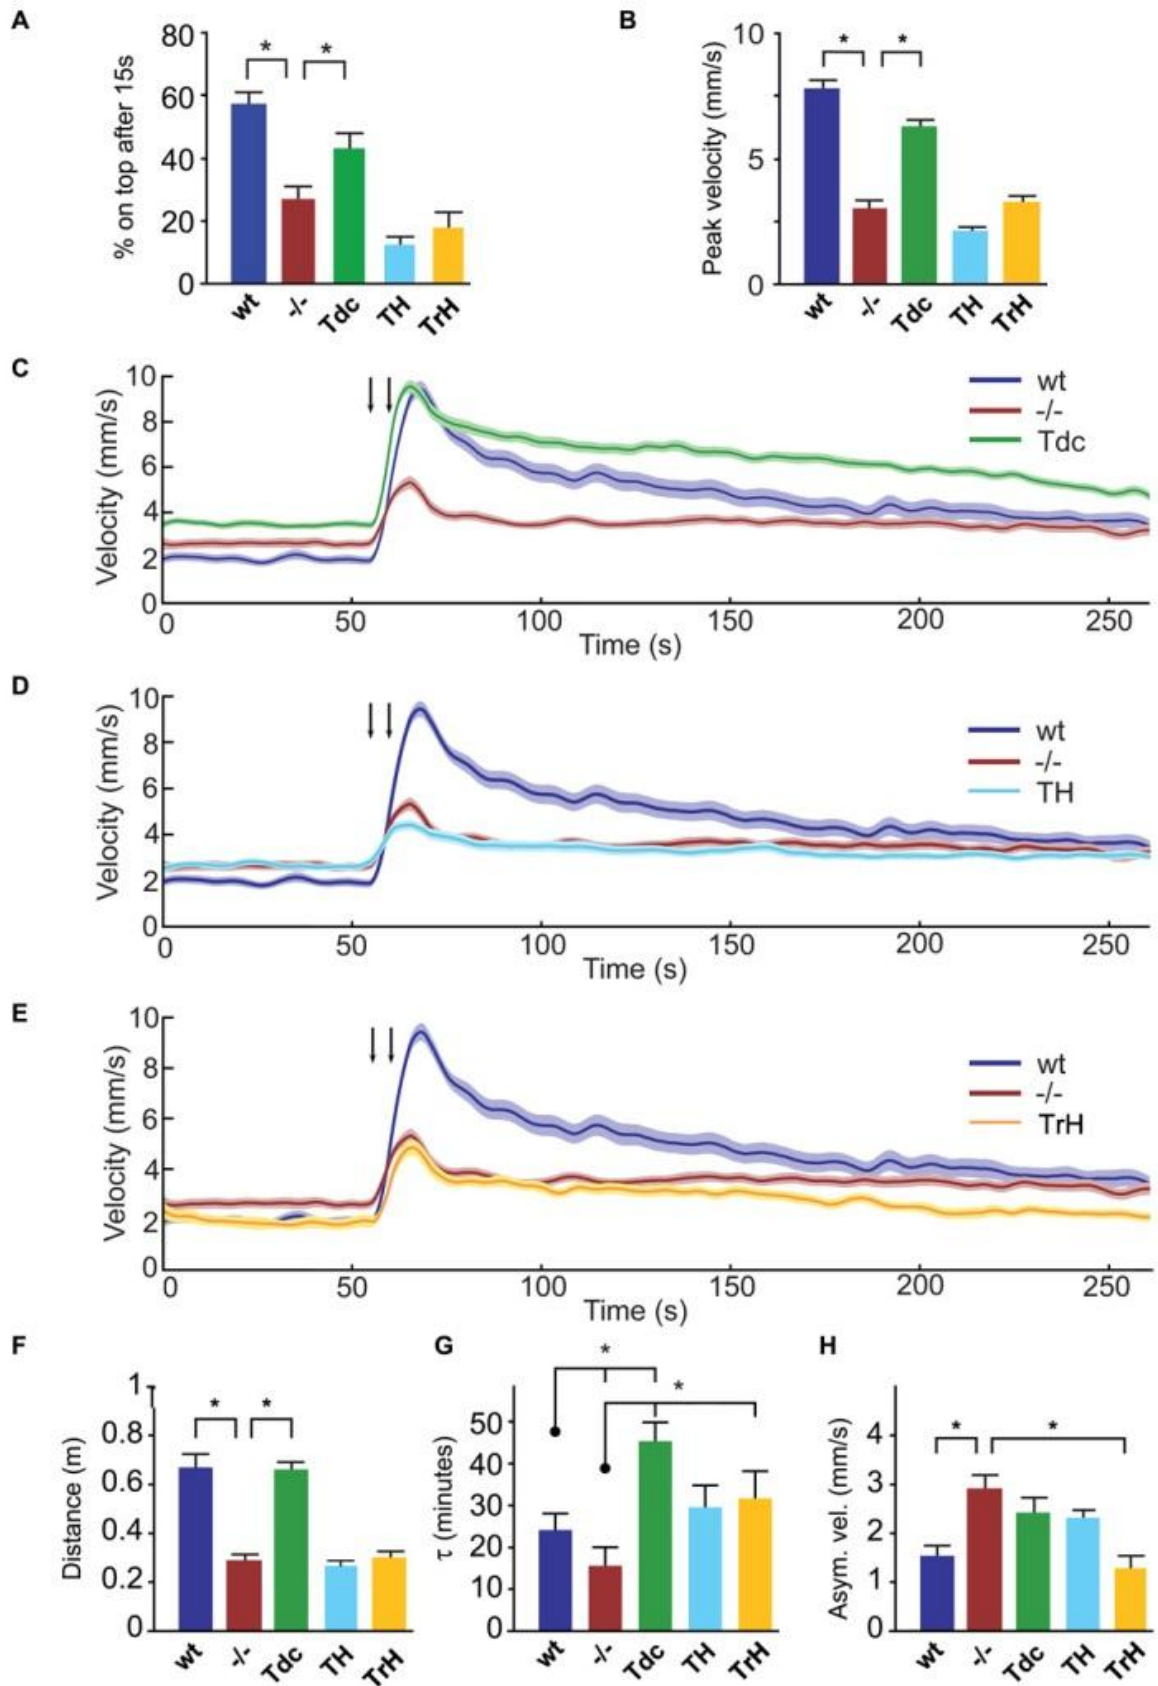 A
B
% on top after 15s
80
60
40
20
0
*
*
wt
-/-
Tdc
TH
TrH
Peak velocity (mm/s)
10
5
0
*
*
wt
-/-
Tdc
TH
TrH
C
Velocity (mm/s)
10
8
6
4
2
0
0
50
100
150
200
250
Time (s)
wt
-/-
Tdc
D
Velocity (mm/s)
10
8
6
4
2
0
0
50
100
150
200
250
Time (s)
wt
-/-
TH
E
Velocity (mm/s)
10
8
6
4
2
0
0
50
100
150
200
250
Time (s)
wt
-/-
TrH
F
Distance (m)
1
0.8
0.6
0.4
0.2
0
*
*
wt
-/-
Tdc
TH
TrH
G
τ (minutes)
50
40
30
20
10
0
*
*
wt
-/-
Tdc
TH
TrH
H
Asym. vel. (mm/s)
4
3
2
1
0
*
*
wt
-/-
Tdc
TH
TrH